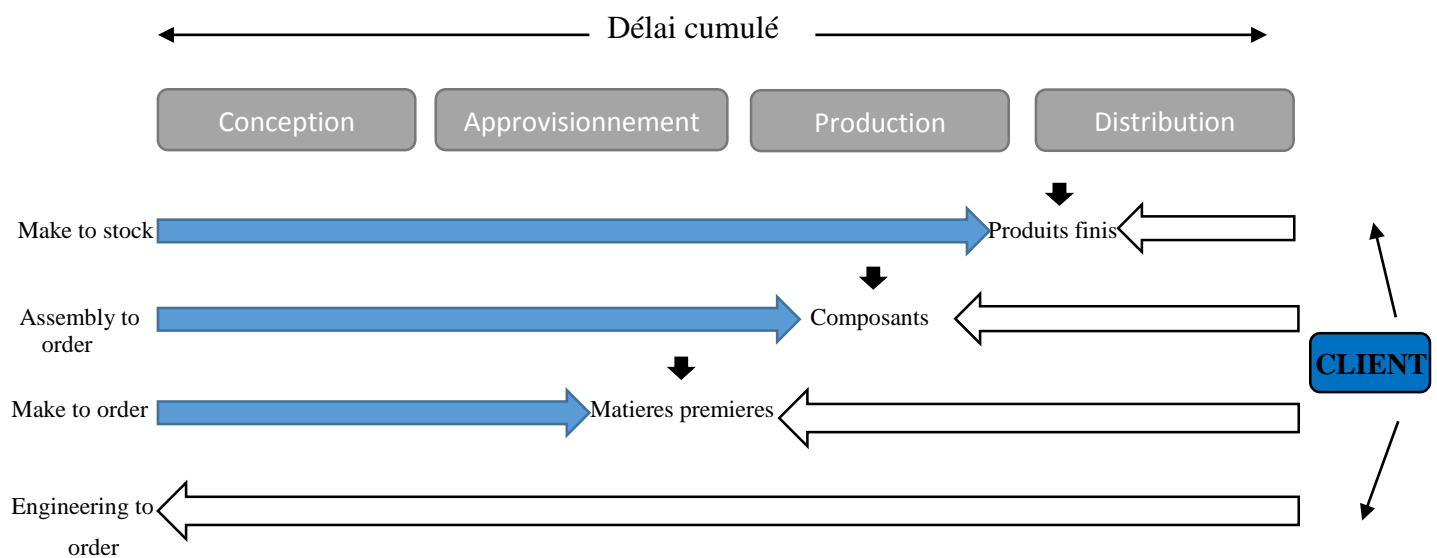 Délai cumulé
Conception
Approvisionnement
Production
Distribution
Make to stock
Produits finis
Assembly to
order
Composants
CLIENT
Make to order
Matieres premieres
Engineering to
order